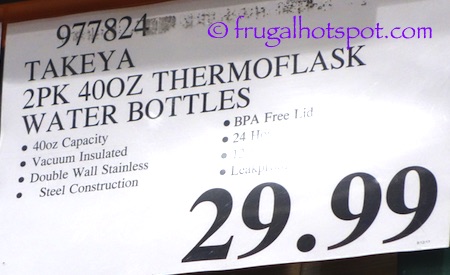 © frugalhotspot.com
977824
TAKEYA
2PK 40OZ THERMOFLASK
WATER BOTTLES
• 40oz Capacity
• Vacuum Insulated
• Double Wall Stainless
• Steel Construction
• BPA Free Lid
• 24
• 12
•
29.99